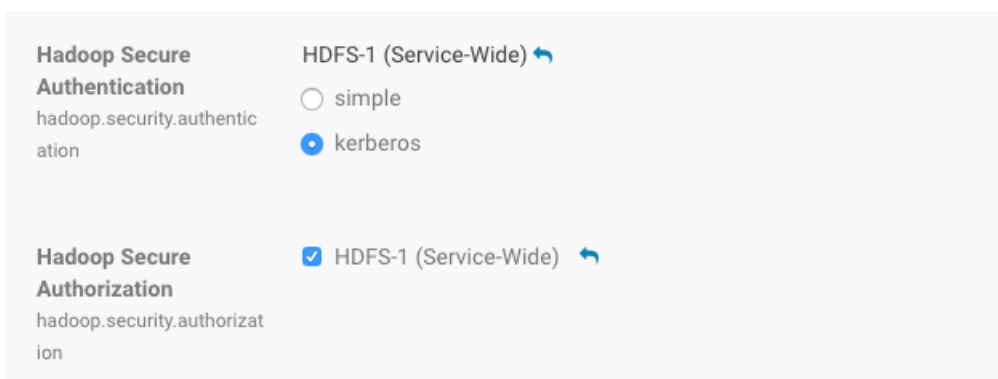 Hadoop Secure
Authentication
hadoop.security.authentic
ation
HDFS-1 (Service-Wide)
simple
kerberos
Hadoop Secure
Authorization
hadoop.security.authorizat
ion
HDFS-1 (Service-Wide)